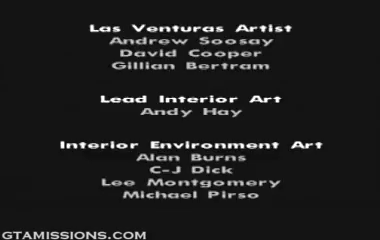 Las Venturas Artist
Andrew Soosay
David Cooper
Gillian Bertram
Lead Interior Art
Andy Hay
Interior Environment Art
Alan Burns
C-J Dick
Lee Montgomery
Michael Pirso
GTAMISSIONS.COM